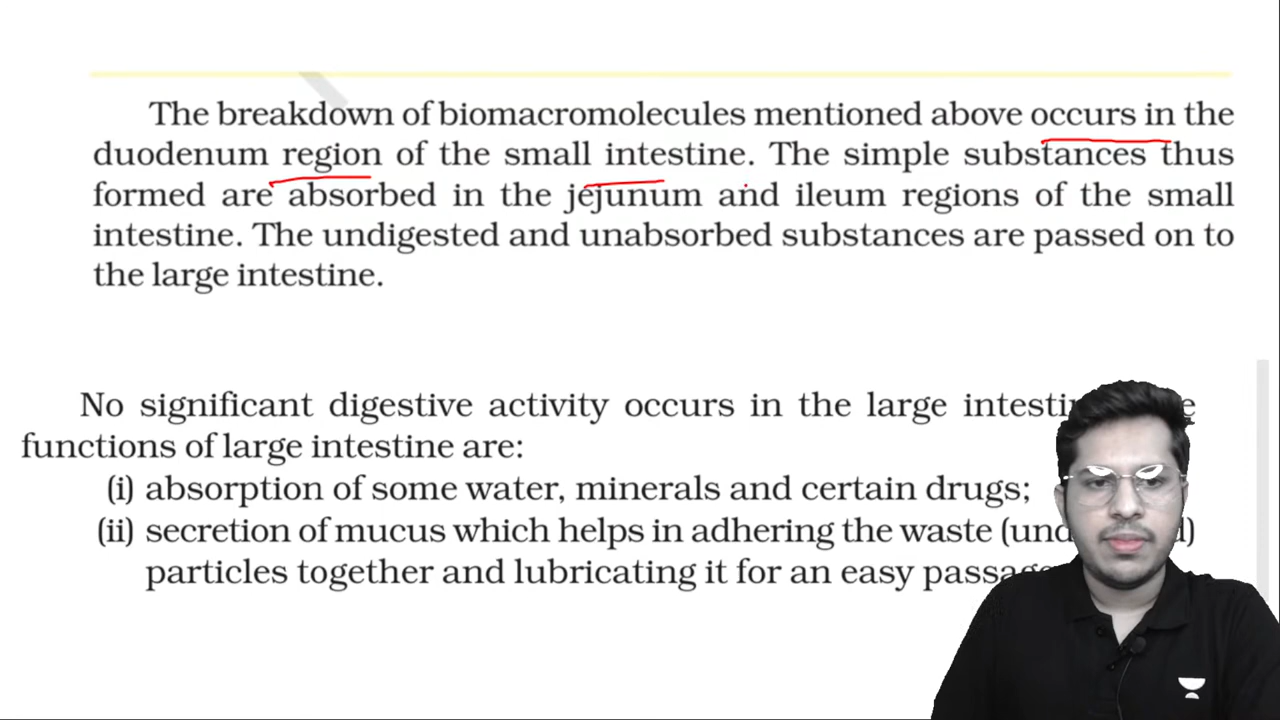 The breakdown of biomacromolecules mentioned above occurs in the
duodenum region of the small intestine. The simple substances thus
formed are absorbed in the jejunum and ileum regions of the small
intestine. The undigested and unabsorbed substances are passed on to
the large intestine.
No significant digestive activity occurs in the large
functions of large intestine are:
(i) absorption of some water, minerals and certain drugs;
(ii) secretion of mucus which helps in adhering the waste
particles together and lubricating it for an easy